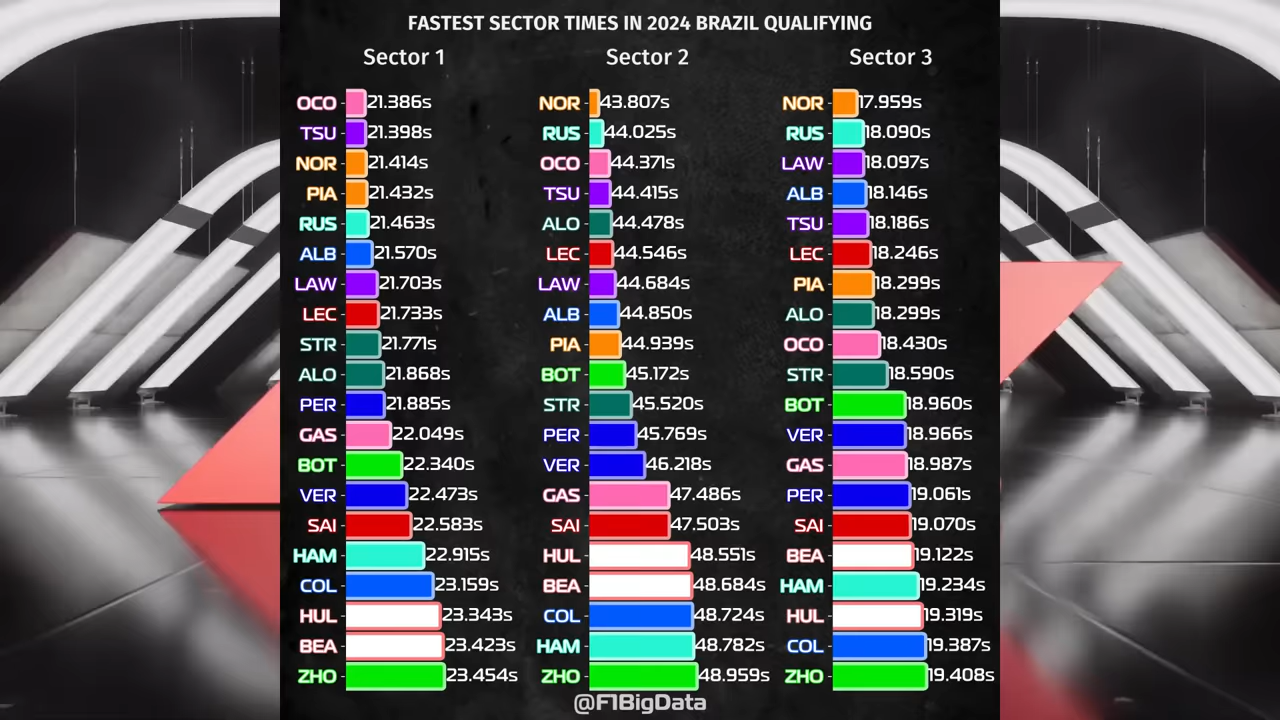 FASTEST SECTOR TIMES IN 2024 BRAZIL QUALIFYING
Sector 1
OCO 21.386s
TSU 21.398s
NOR 21.414s
PIA 21.432s
RUS 21.463s
ALB 21.570s
LAW 21.703s
LEC 21.733s
STR 21.771s
ALO 21.868s
PER 21.885s
GAS 22.049s
BOT 22.340s
VER 22.473s
SAI 22.583s
HAM 22.915s
COL 23.159s
HUL 23.343s
BEA 23.423s
ZHO 23.454s
Sector 2
NOR 43.807s
RUS 44.025s
OCO 44.371s
TSU 44.415s
ALO 44.478s
LEC 44.546s
LAW 44.684s
ALB 44.850s
PIA 44.939s
BOT 45.172s
STR 45.520s
PER 45.769s
VER 46.218s
GAS 47.486s
SAI 47.503s
HUL 48.551s
BEA 48.684s
COL 48.724s
HAM 48.782s
ZHO 48.959s
Sector 3
NOR 17.959s
RUS 18.090s
LAW 18.097s
ALB 18.146s
TSU 18.186s
LEC 18.246s
PIA 18.299s
ALO 18.299s
OCO 18.430s
STR 18.590s
BOT 18.960s
VER 18.966s
GAS 18.987s
PER 19.061s
SAI 19.070s
BEA 19.122s
HAM 19.234s
HUL 19.319s
COL 19.387s
ZHO 19.408s
@F1BigData